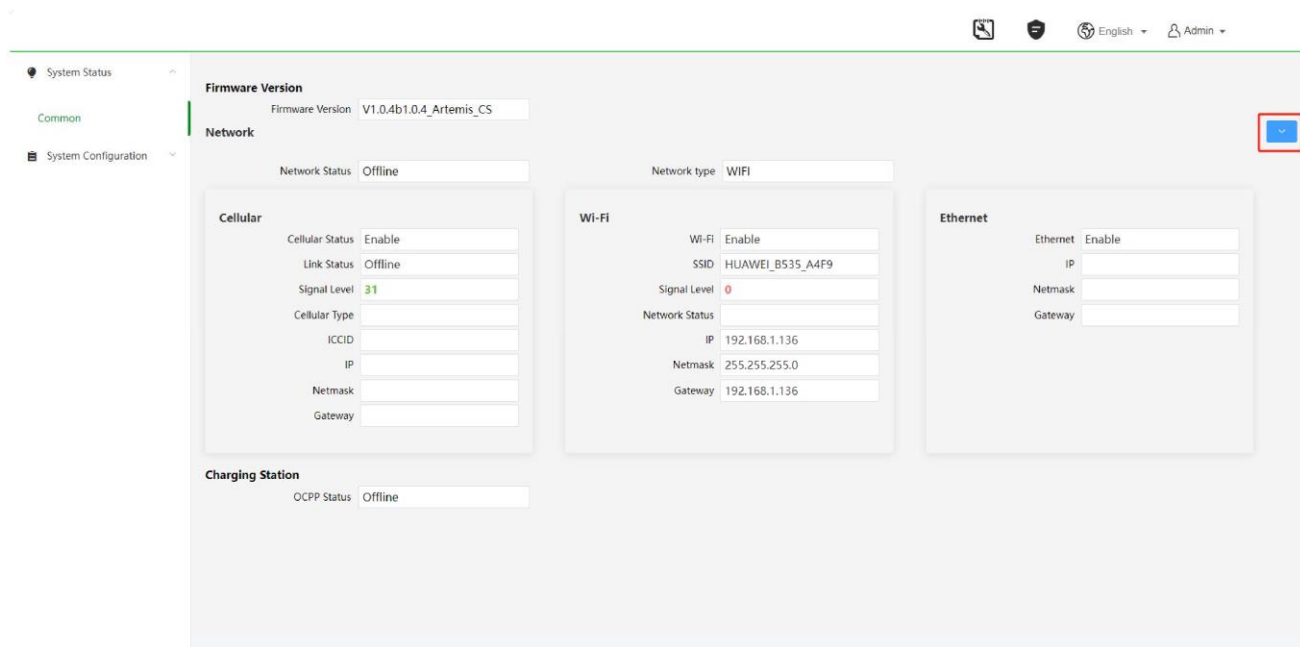 English Admin
System Status
Common
System Configuration
Firmware Version
Firmware Version V1.0.4b1.0.4_Artemis_CS
Network
Network Status Offline Network type WIFI
Cellular
Cellular Status Enable
Link Status Offline
Signal Level 31
Cellular Type
ICCID
IP
Netmask
Gateway
Wi-Fi
Wi-Fi Enable
SSID HUAWEI_B535_A4F9
Signal Level 0
Network Status
IP 192.168.1.136
Netmask 255.255.255.0
Gateway 192.168.1.136
Ethernet
Ethernet Enable
IP
Netmask
Gateway
Charging Station
OCPP Status Offline